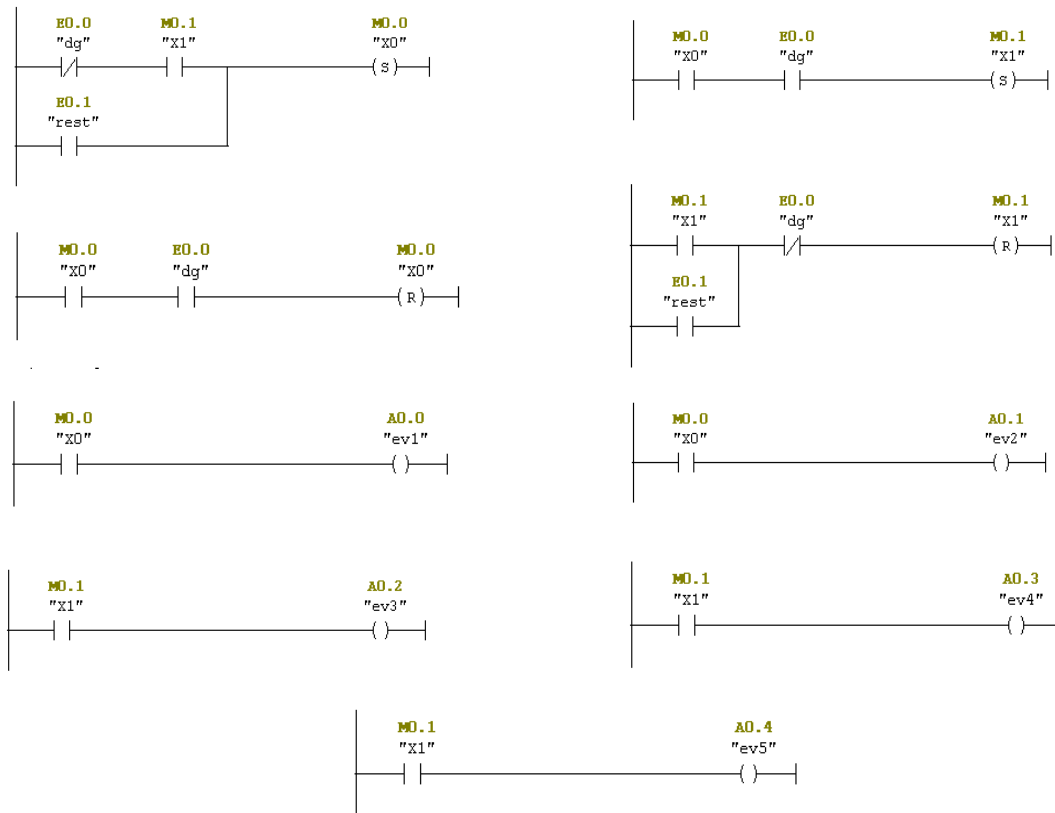 E0.0 M0.1 M0.0
"dg" "X1" "X0"
(S)
E0.1
"rest"
M0.0 E0.0 M0.1
"X0" "dg" "X1"
(S)
M0.0 E0.0 M0.0
"X0" "dg" "X0"
(R)
M0.1 E0.0 M0.1
"X1" "dg" "X1"
(R)
E0.1
"rest"
M0.0 A0.0
"X0" "ev1"
M0.0 A0.1
"X0" "ev2"
M0.1 A0.2
"X1" "ev3"
M0.1 A0.3
"X1" "ev4"
M0.1 A0.4
"X1" "ev5"